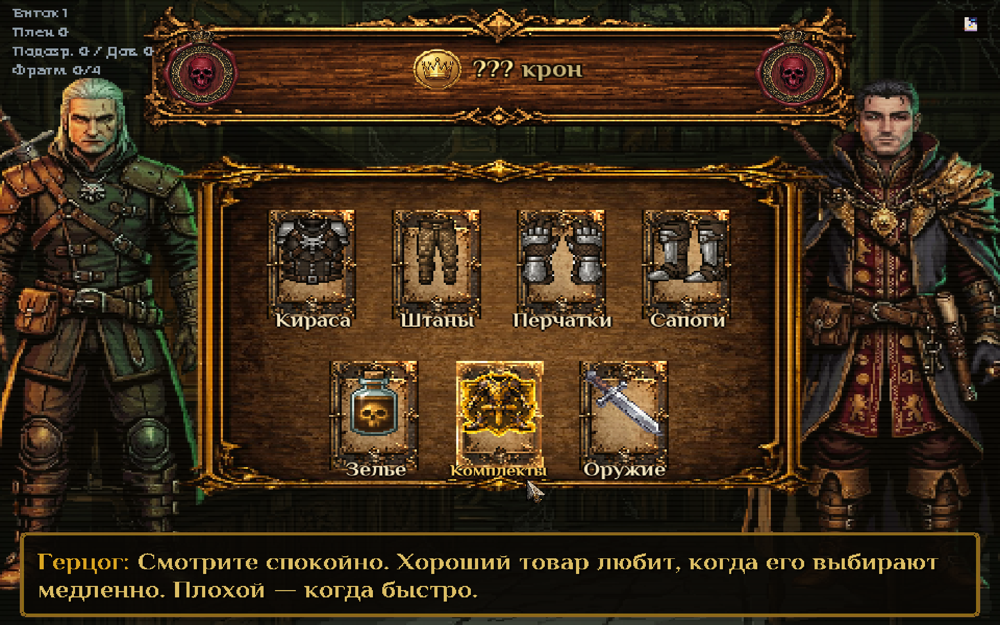 Виток 1
Плен 0
Подозр. 0 / Дов. 0
Фрагм. 0/4
??? крон
Кираса
Штаны
Перчатки
Сапоги
Зелье
Комплекты
Оружие
Герцог: Смотрите спокойно. Хороший товар любит, когда его выбирают
медленно. Плохой — когда быстро.